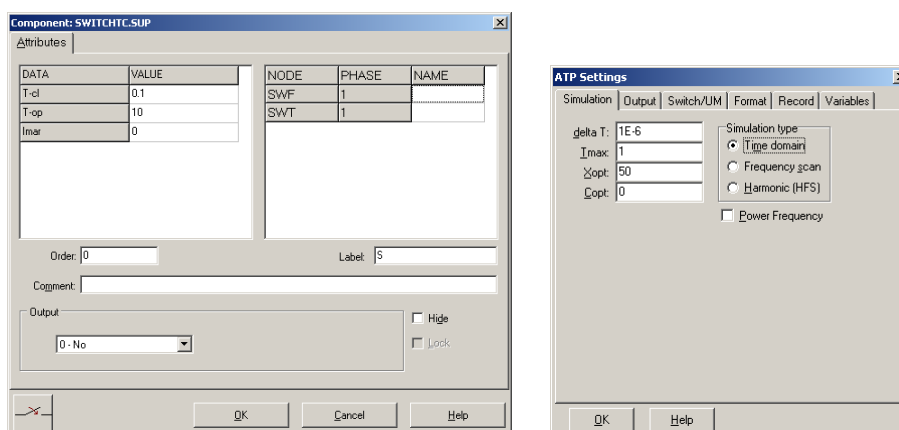 Component: SWITCHTC.SUP
Attributes
DATA VALUE
T-cl 0.1
T-op 10
Imar 0
NODE PHASE NAME
SWF 1
SWT 1
Order: 0
Label: S
Comment:
Output
0 - No
Hide
Lock
OK Cancel Help
ATP Settings
Simulation Output Switch/UM Format Record Variables
delta T: 1E-6
Tmax: 1
Xopt: 50
Copt: 0
Simulation type
Time domain
Frequency scan
Harmonic (HFS)
Power Frequency
OK Help